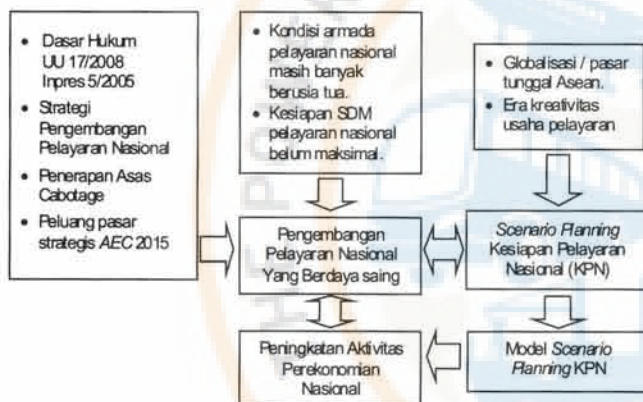 • Dasar Hukum
UU 17/2008
Inpres 5/2005
• Strategi
Pengembangan
Pelayaran Nasional
• Penerapan Asas
Cabotage
• Peluang pasar
strategis AEC 2015
• Kondisi armada
pelayaran nasional
masih banyak
berusia tua.
• Kesiapan SDM
pelayaran nasional
belum maksimal.
• Globalisasi / pasar
tunggal Asean.
• Era kreativitas
usaha pelayaran
Pengembangan
Pelayaran Nasional
Yang Berdaya saing
Scenario Planning
Kesiapan Pelayaran
Nasional (KPN)
Peningkatan Aktivitas
Perekonomian
Nasional
Model Scenario
Planning KPN